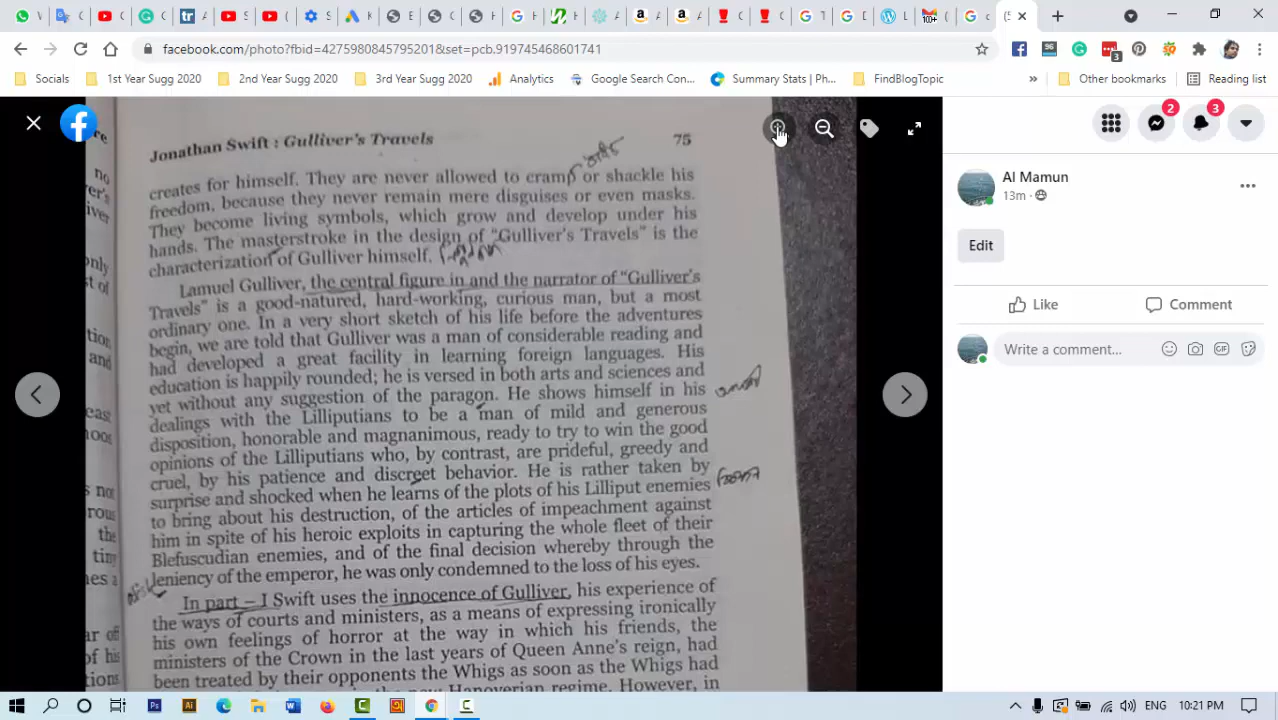 facebook.com/photo?fbid=427598084579520​1&set=pcb.919745468601741
Socials
1st Year Sugg 2020
2nd Year Sugg 2020
3rd Year Sugg 2020
Analytics
Google Search Con...
Summary Stats | Ph...
FindBlogTopic
»
Other bookmarks
Reading list
Jonathan Swift : Gulliver's Travels 75
creates for himself. They are never allowed to cramp or shackle his
freedom, because they never remain mere disguises or even masks.
They become living symbols, which grow and develop under his
hands. The masterstroke in the design of "Gulliver's Travels" is the
characterization of Gulliver himself.
Lamuel Gulliver, the central figure in and the narrator of "Gulliver's
Travels" is a good-natured, hard-working, curious man, but a most
ordinary one. In a very short sketch of his life before the adventures
begin, we are told that Gulliver was a man of considerable reading and
had developed a great facility in learning foreign languages. His
education is happily rounded; he is versed in both arts and sciences and
yet without any suggestion of the paragon. He shows himself in his
dealings with the Lilliputians to be a man of mild and generous
disposition, honorable and magnanimous, ready to try to win the good
opinions of the Lilliputians who, by contrast, are prideful, greedy and
cruel, by his patience and discreet behavior. He is rather taken by
surprise and shocked when he learns of the plots of his Lilliput enemies
to bring about his destruction, of the articles of impeachment against
him in spite of his heroic exploits in capturing the whole fleet of their
Blefuscudian enemies, and of the final decision whereby through the
leniency of the emperor, he was only condemned to the loss of his eyes.
In part – I Swift uses the innocence of Gulliver, his experience of
the ways of courts and ministers, as a means of expressing ironically
his own feelings of horror at the way in which his friends, the
ministers of the Crown in the last years of Queen Anne's reign, had
been treated by their opponents the Whigs as soon as the Whigs had
Hanoverian regime. However, in
Al Mamun
13m
Edit
Like
Comment
Write a comment...
ENG 10:21 PM